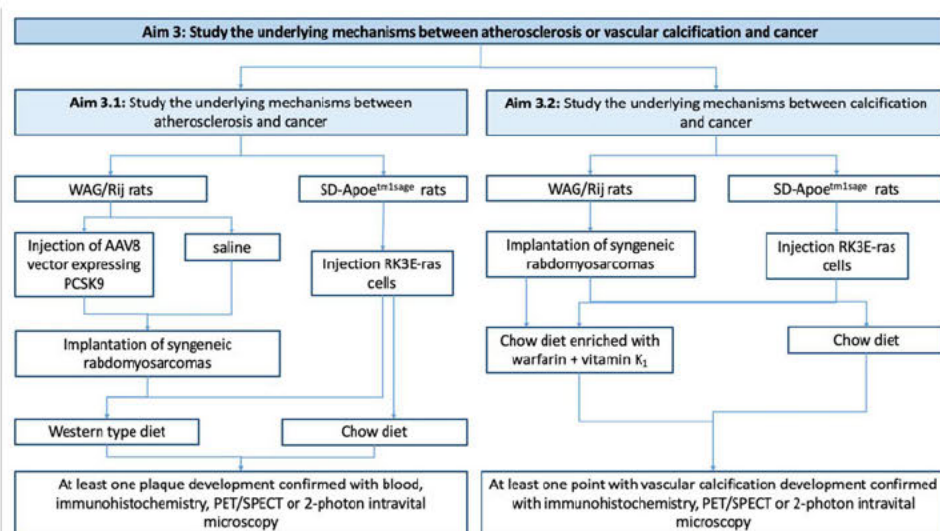 Aim 3: Study the underlying mechanisms between atherosclerosis or vascular calcification and cancer
Aim 3.1: Study the underlying mechanisms between
atherosclerosis and cancer
Aim 3.2: Study the underlying mechanisms between calcification
and cancer
WAG/Rij rats
SD-Apoe^tm1sage rats
WAG/Rij rats
SD-Apoe^tm1sage rats
Injection of AAV8
vector expressing
PCSK9
saline
Injection RK3E-ras
cells
Implantation of syngeneic
rabdomyosarcomas
Injection RK3E-ras
cells
Implantation of syngeneic
rabdomyosarcomas
Chow diet enriched with
warfarin + vitamin K₁
Chow diet
Western type diet
Chow diet
At least one plaque development confirmed with blood,
immunohistochemistry, PET/SPECT or 2-photon intravital
microscopy
At least one point with vascular calcification development confirmed
with immunohistochemistry, PET/SPECT or 2-photon intravital
microscopy